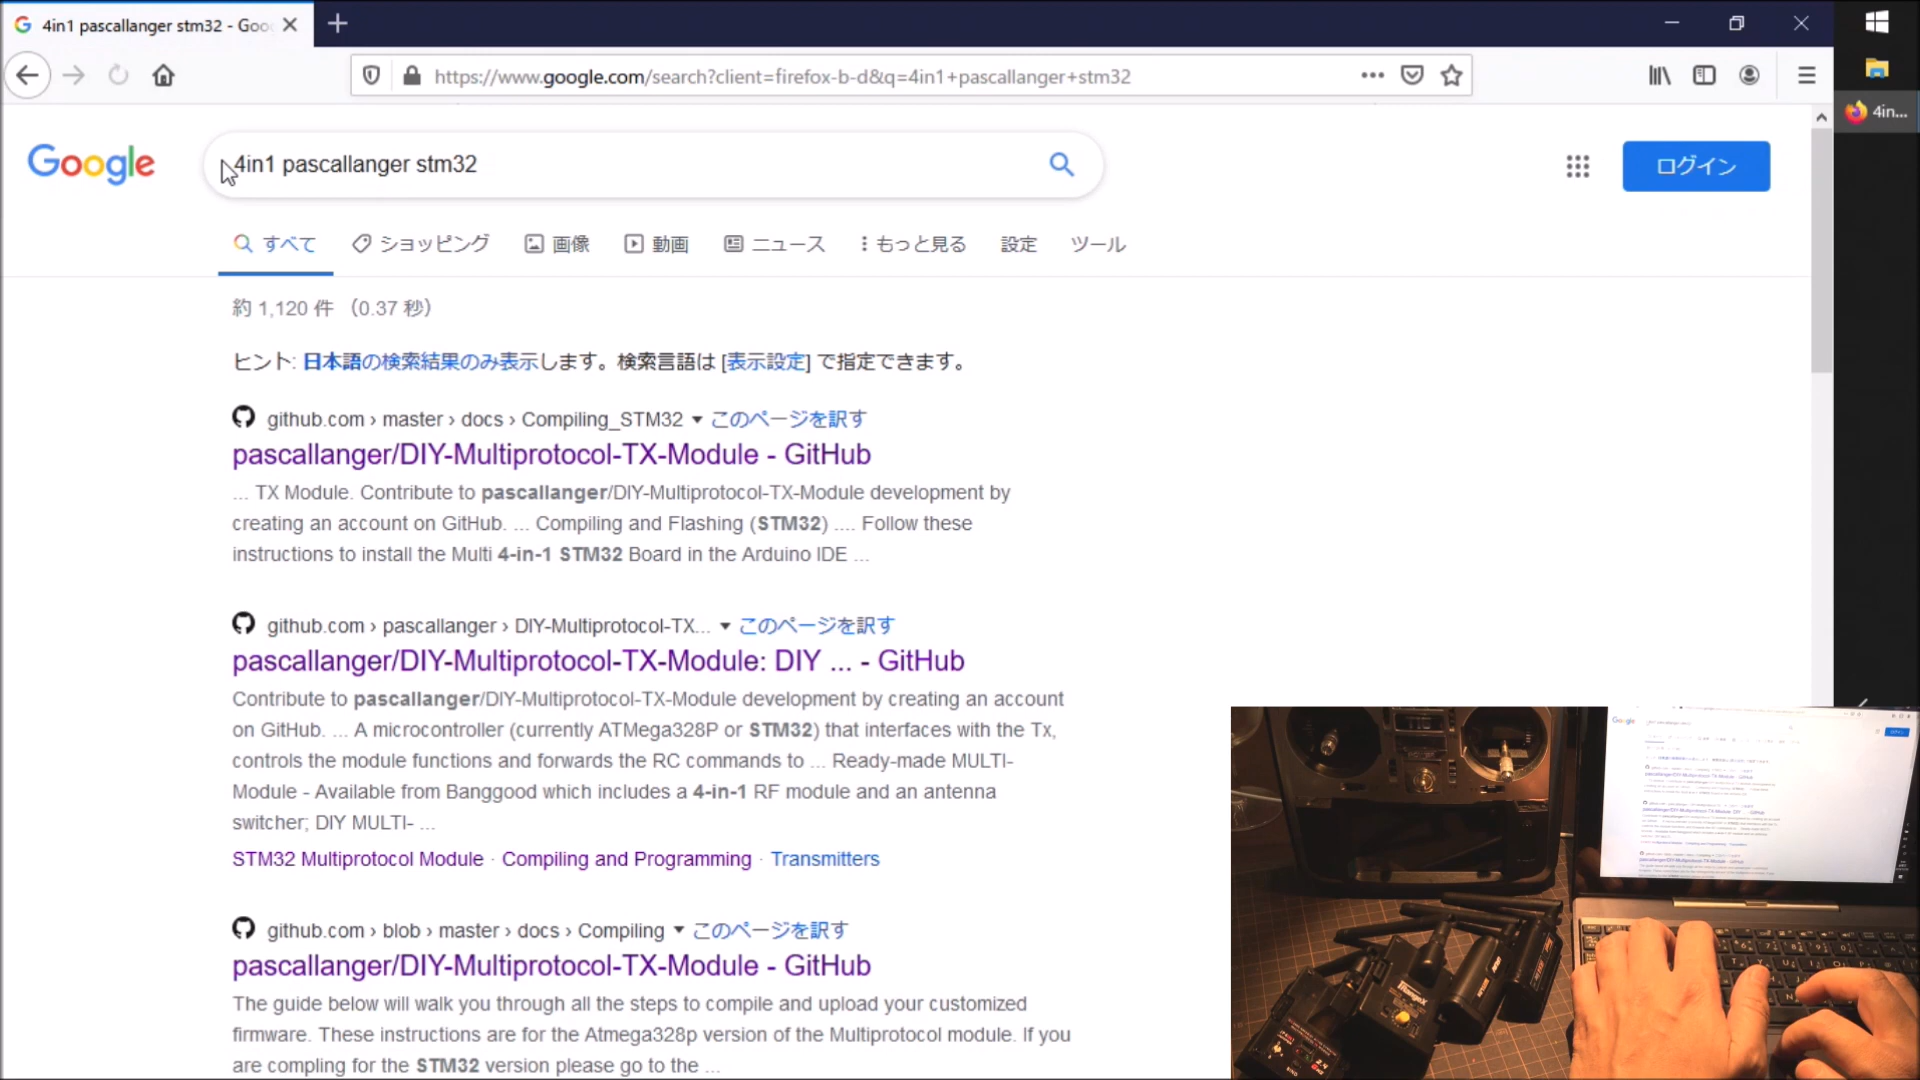 4in1 pascallanger stm32 - Goo
https://www.google.com/search?client=firefox-b-d&q=4in1+pascallanger+stm32
4in...
Google
4in1 pascallanger stm32
ログイン
すべて ショッピング 画像 動画 ニュース もっと見る 設定 ツール
約 1,120 件 （0.37 秒）
ヒント: 日本語の検索結果のみ表示します。検索言語は [表示設定] で指定できます。
github.com › master › docs › Compiling_STM32 ▼ このページを訳す
pascallanger/DIY-Multiprotocol-TX-Module - GitHub
... TX Module. Contribute to pascallanger/DIY-Multiprotocol-TX-Module development by
creating an account on GitHub. ... Compiling and Flashing (STM32) .... Follow these
instructions to install the Multi 4-in-1 STM32 Board in the Arduino IDE ...
github.com › pascallanger › DIY-Multiprotocol-TX... ▼ このページを訳す
pascallanger/DIY-Multiprotocol-TX-Module: DIY ... - GitHub
Contribute to pascallanger/DIY-Multiprotocol-TX-Module development by creating an account
on GitHub. ... A microcontroller (currently ATMega328P or STM32) that interfaces with the Tx,
controls the module functions and forwards the RC commands to ... Ready-made MULTI-
Module - Available from Banggood which includes a 4-in-1 RF module and an antenna
switcher; DIY MULTI- ...
STM32 Multiprotocol Module · Compiling and Programming · Transmitters
github.com › blob › master › docs › Compiling ▼ このページを訳す
pascallanger/DIY-Multiprotocol-TX-Module - GitHub
The guide below will walk you through all the steps to compile and upload your customized
firmware. These instructions are for the Atmega328p version of the Multiprotocol module. If you
are compling for the STM32 version please go to the ...